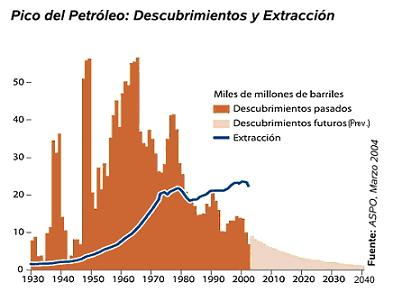 Pico del Petróleo: Descubrimientos y Extracción
Miles de millones de barriles
Descubrimientos pasados
Descubrimientos futuros (Prev.)
Extracción
50
40
30
20
10
0
1930 1940 1950 1960 1970 1980 1990 2000 2010 2020 2030 2040
Fuente: ASPO, Marzo 2004